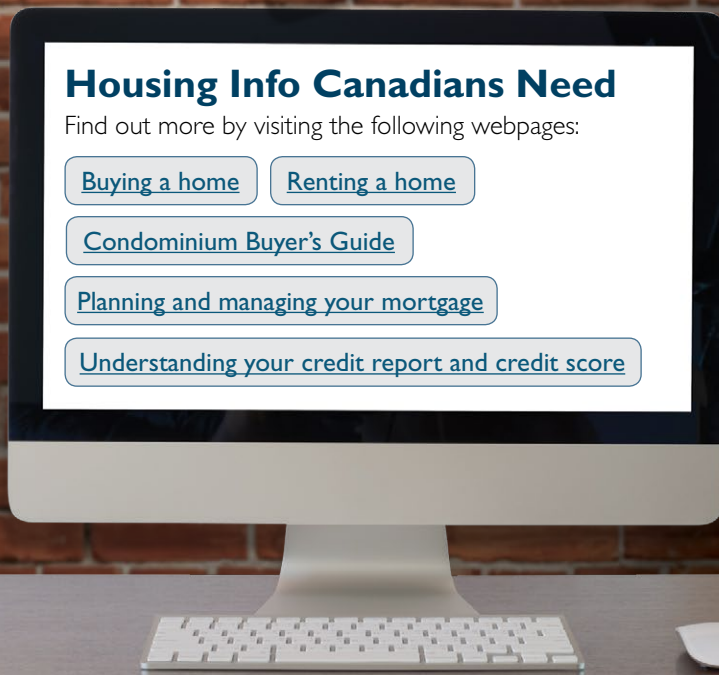 Housing Info Canadians Need
Find out more by visiting the following webpages:
Buying a home Renting a home
Condominium Buyer’s Guide
Planning and managing your mortgage
Understanding your credit report and credit score